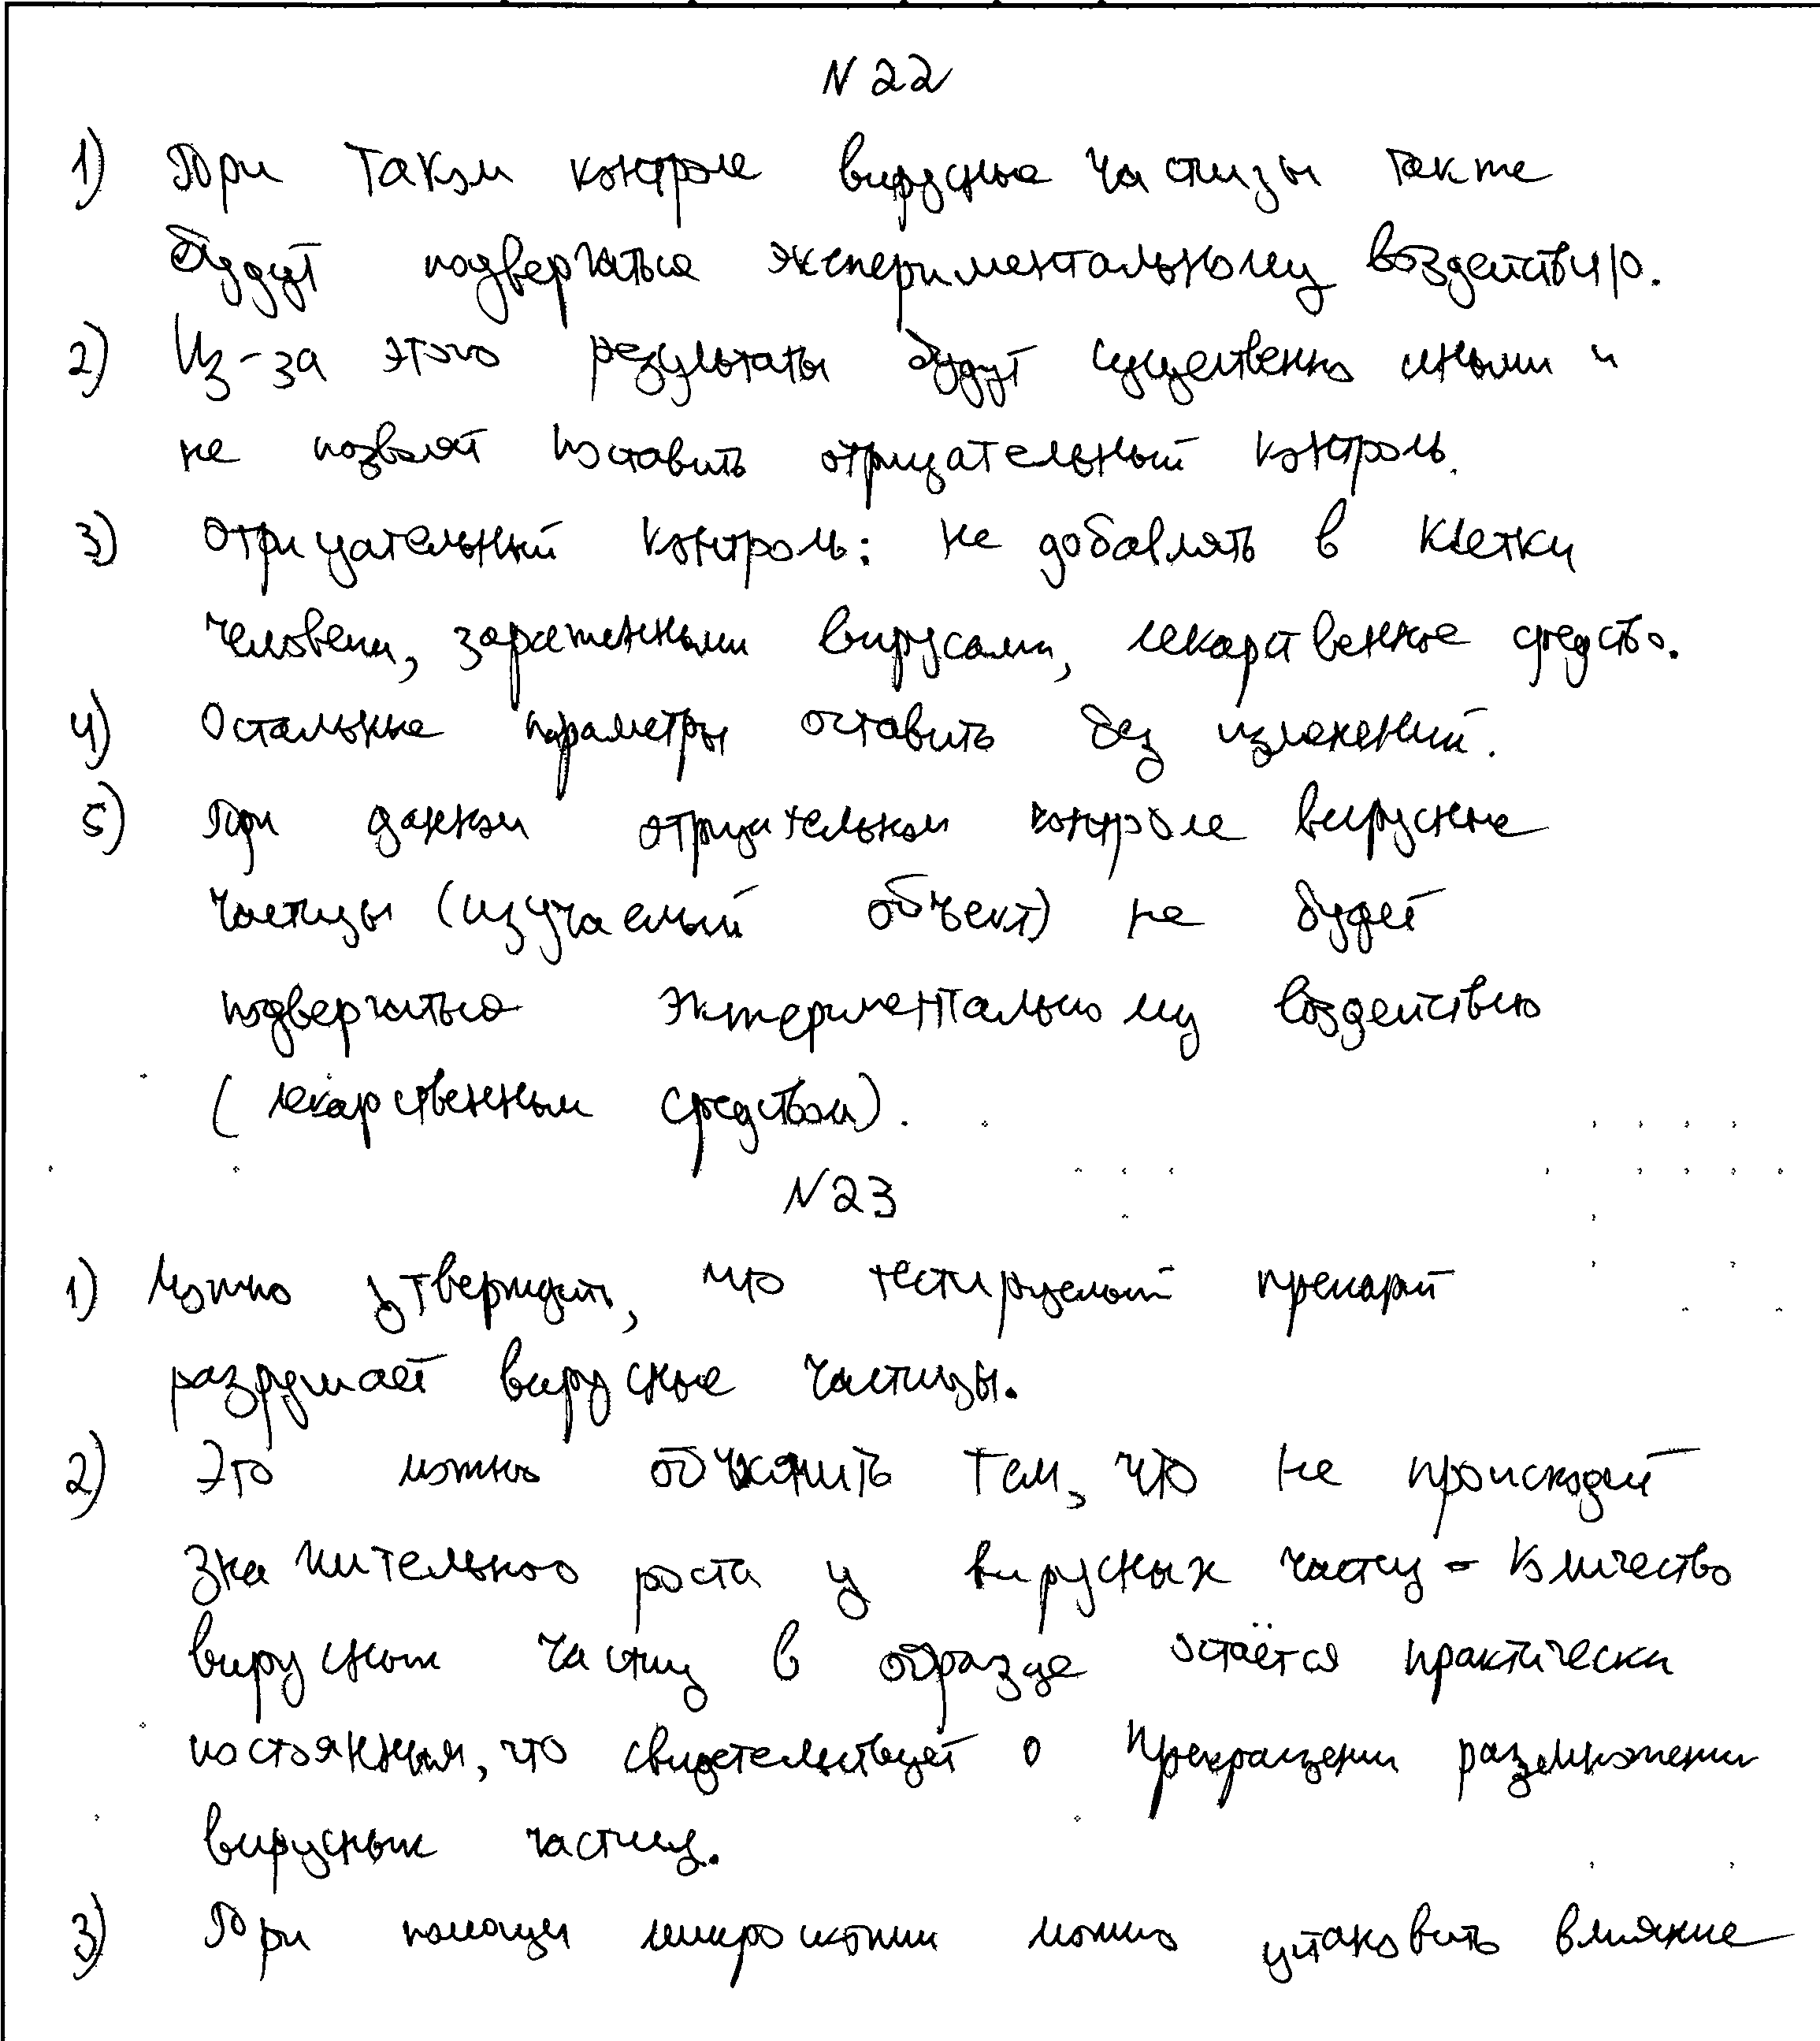 N 22
1) При таком контроле вирусные частицы также
будут подвергаться экспериментальному воздействию.
2) Из-за этого результаты будут существенно иными и
не позволят поставить отрицательный контроль.
3) Отрицательный контроль: не добавлять в клетки
человека, заражёнными вирусами, лекарственное средство.
4) Остальные параметры оставить без изменений.
5) При данном отрицательном контроле вирусные
частицы (изучаемый объект) не будет
подвергаться экспериментальному воздействию
(лекарственным средством).
N 23
1) Можно утверждать, что тестируемый препарат
разрушает вирусные частицы.
2) Это можно объяснить тем, что не происходит
значительного роста у вирусных частиц - количество
вирусных частиц в образце остаётся практически
постоянным, что свидетельствует о прекращении размножении
вирусных частиц.
3) При помощи микроскопии можно установить влияние